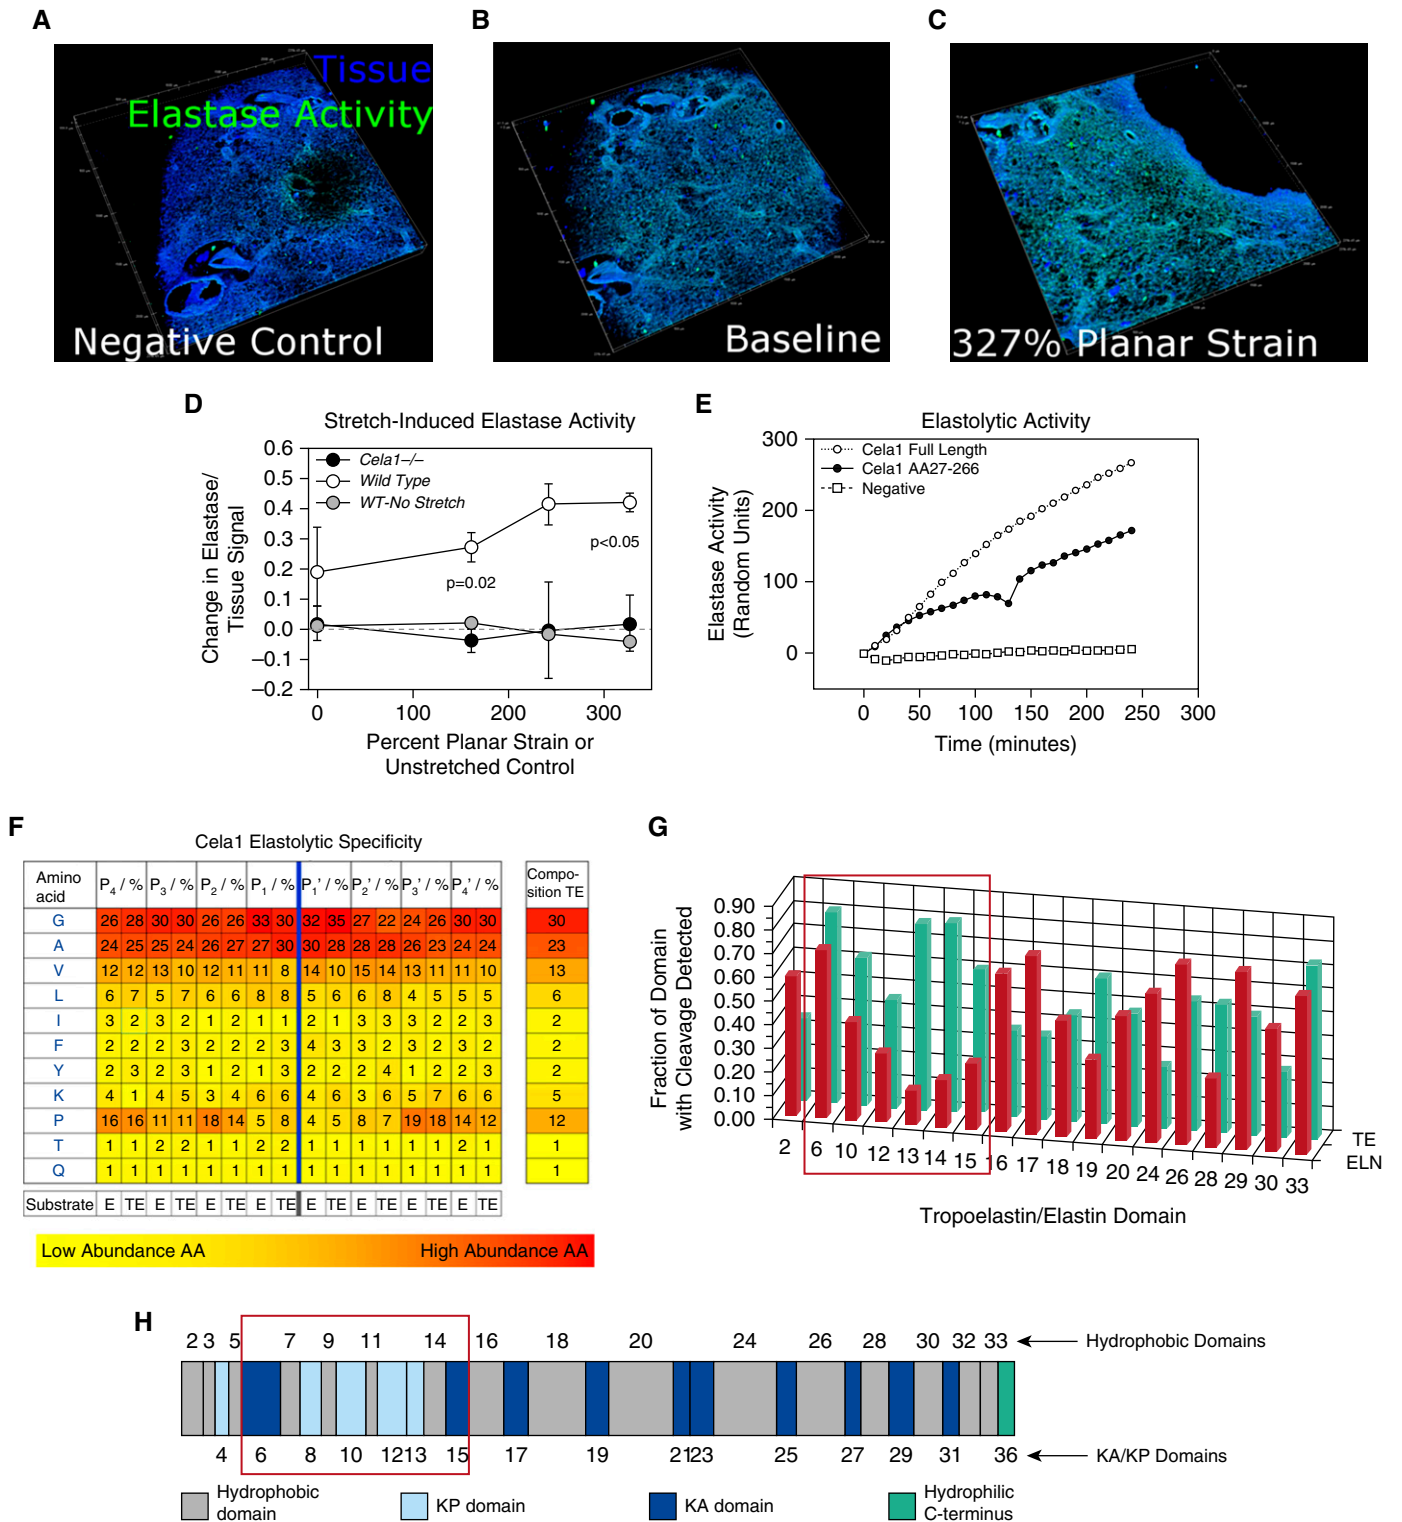 A
B
C
Tissue
Elastase Activity
Negative Control
Baseline
327% Planar Strain
D
Stretch-Induced Elastase Activity
Change in Elastase/
Tissue Signal
0.6
0.5
0.4
0.3
0.2
0.1
0.0
–0.1
–0.2
Cela1–/–
Wild Type
WT-No Stretch
p=0.02
p<0.05
0
100
200
300
Percent Planar Strain or
Unstretched Control
E
Elastolytic Activity
Elastase Activity
(Random Units)
300
200
100
0
Cela1 Full Length
Cela1 AA27-266
Negative
0
50
100
150
200
250
300
Time (minutes)
F
Cela1 Elastolytic Specificity
Amino acid P4 / % P3 / % P2 / % P1 / % P1' / % P2' / % P3' / % P4' / % Compo-sition TE
G 26 28 30 30 26 26 33 30 32 35 27 22 24 26 30 30 30
A 24 25 25 24 26 27 27 30 30 28 28 28 26 23 24 24 23
V 12 12 13 10 12 11 11 8 14 10 15 14 13 11 11 10 13
L 6 7 5 7 6 6 8 8 5 6 6 8 4 5 5 5 6
I 3 2 3 2 1 2 1 1 2 1 3 3 3 2 2 3 2
F 2 2 2 3 2 2 2 3 4 3 3 2 3 2 3 2 2
Y 2 3 2 3 1 2 1 3 2 2 2 4 1 2 2 2 2
K 4 1 4 5 3 4 6 6 4 6 3 6 5 7 6 6 5
P 16 16 11 11 18 14 5 8 4 5 8 7 19 18 14 12 12
T 1 1 2 2 1 1 2 2 1 1 1 1 1 1 2 1 1
Q 1 1 1 1 1 1 1 1 1 1 1 1 1 1 1 1 1
Substrate E TE E TE E TE E TE E TE E TE E TE E TE
Low Abundance AA
High Abundance AA
G
Fraction of Domain
with Cleavage Detected
0.90
0.80
0.70
0.60
0.50
0.40
0.30
0.20
0.10
0.00
2 6 10 12 13 14 15 16 17 18 19 20 24 26 28 29 30 33
TE
ELN
Tropoelastin/Elastin Domain
H
2 3 5 7 9 11 14 16 18 20 24 26 28 30 32 33
Hydrophobic Domains
4 6 8 10 12 13 15 17 19 21 23 25 27 29 31 36
KA/KP Domains
Hydrophobic
domain
KP domain
KA domain
Hydrophilic
C-terminus